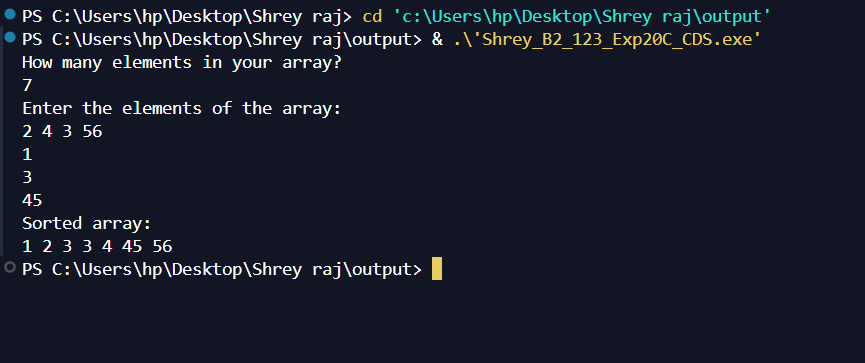 PS C:\Users\hp\Desktop\Shrey raj> cd 'c:\Users\hp\Desktop\Shrey raj\output'
PS C:\Users\hp\Desktop\Shrey raj\output> & .\'Shrey_B2_123_Exp20C_CDS.exe'
How many elements in your array?
7
Enter the elements of the array:
2 4 3 56
1
3
45
Sorted array:
1 2 3 3 4 45 56
PS C:\Users\hp\Desktop\Shrey raj\output>